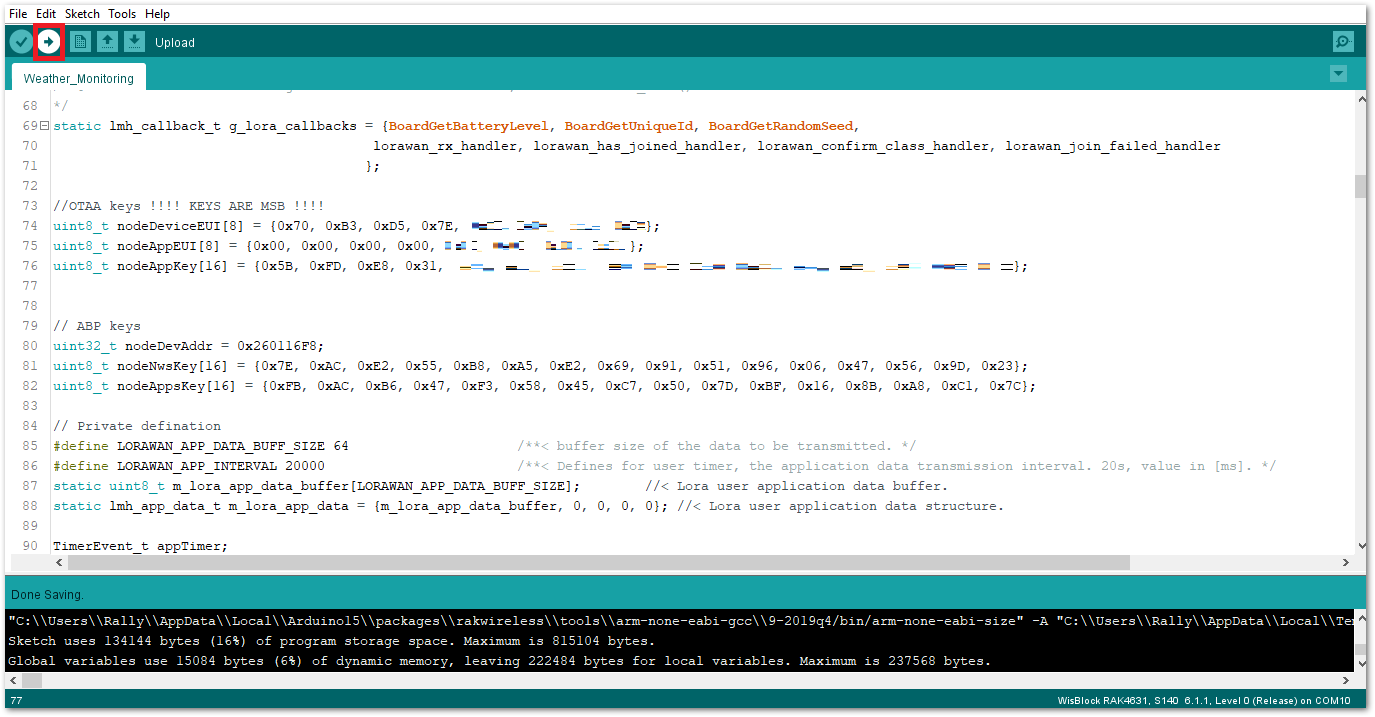 File Edit Sketch Tools Help
Upload
Weather_Monitoring
68 */
69 static lmh_callback_t g_lora_callbacks = {BoardGetBatteryLevel, BoardGetUniqueId, BoardGetRandomSeed,
70 lorawan_rx_handler, lorawan_has_joined_handler, lorawan_confirm_class_handler, lorawan_join_failed_handler
71 };
72
73 //OTAA keys !!!! KEYS ARE MSB !!!!
74 uint8_t nodeDeviceEUI[8] = {0x70, 0xB3, 0xD5, 0x7E, };
75 uint8_t nodeAppEUI[8] = {0x00, 0x00, 0x00, 0x00, };
76 uint8_t nodeAppKey[16] = {0x5B, 0xFD, 0xE8, 0x31, };
77
78
79 // ABP keys
80 uint32_t nodeDevAddr = 0x260116F8;
81 uint8_t nodeNwsKey[16] = {0x7E, 0xAC, 0xE2, 0x55, 0xB8, 0xA5, 0xE2, 0x69, 0x91, 0x51, 0x96, 0x06, 0x47, 0x56, 0x9D, 0x23};
82 uint8_t nodeAppsKey[16] = {0xFB, 0xAC, 0xB6, 0x47, 0xF3, 0x58, 0x45, 0xC7, 0x50, 0x7D, 0xBF, 0x16, 0x8B, 0xA8, 0xC1, 0x7C};
83
84 // Private defination
85 #define LORAWAN_APP_DATA_BUFF_SIZE 64 /**< buffer size of the data to be transmitted. */
86 #define LORAWAN_APP_INTERVAL 20000 /**< Defines for user timer, the application data transmission interval. 20s, value in [ms]. */
87 static uint8_t m_lora_app_data_buffer[LORAWAN_APP_DATA_BUFF_SIZE]; //< Lora user application data buffer.
88 static lmh_app_data_t m_lora_app_data = {m_lora_app_data_buffer, 0, 0, 0, 0}; //< Lora user application data structure.
89
90 TimerEvent_t appTimer;
Done Saving.
"C:\\Users\\Rally\\AppData\\Local\\Arduino15\\packages\\rakwireless\\tools\\arm-none-eabi-gcc\\9-2019q4/bin/arm-none-eabi-size" -A "C:\\Users\\Rally\\AppData\\Local\\Te
Sketch uses 134144 bytes (16%) of program storage space. Maximum is 815104 bytes.
Global variables use 15084 bytes (6%) of dynamic memory, leaving 222484 bytes for local variables. Maximum is 237568 bytes.
77 WisBlock RAK4631, S140 6.1.1, Level 0 (Release) on COM10